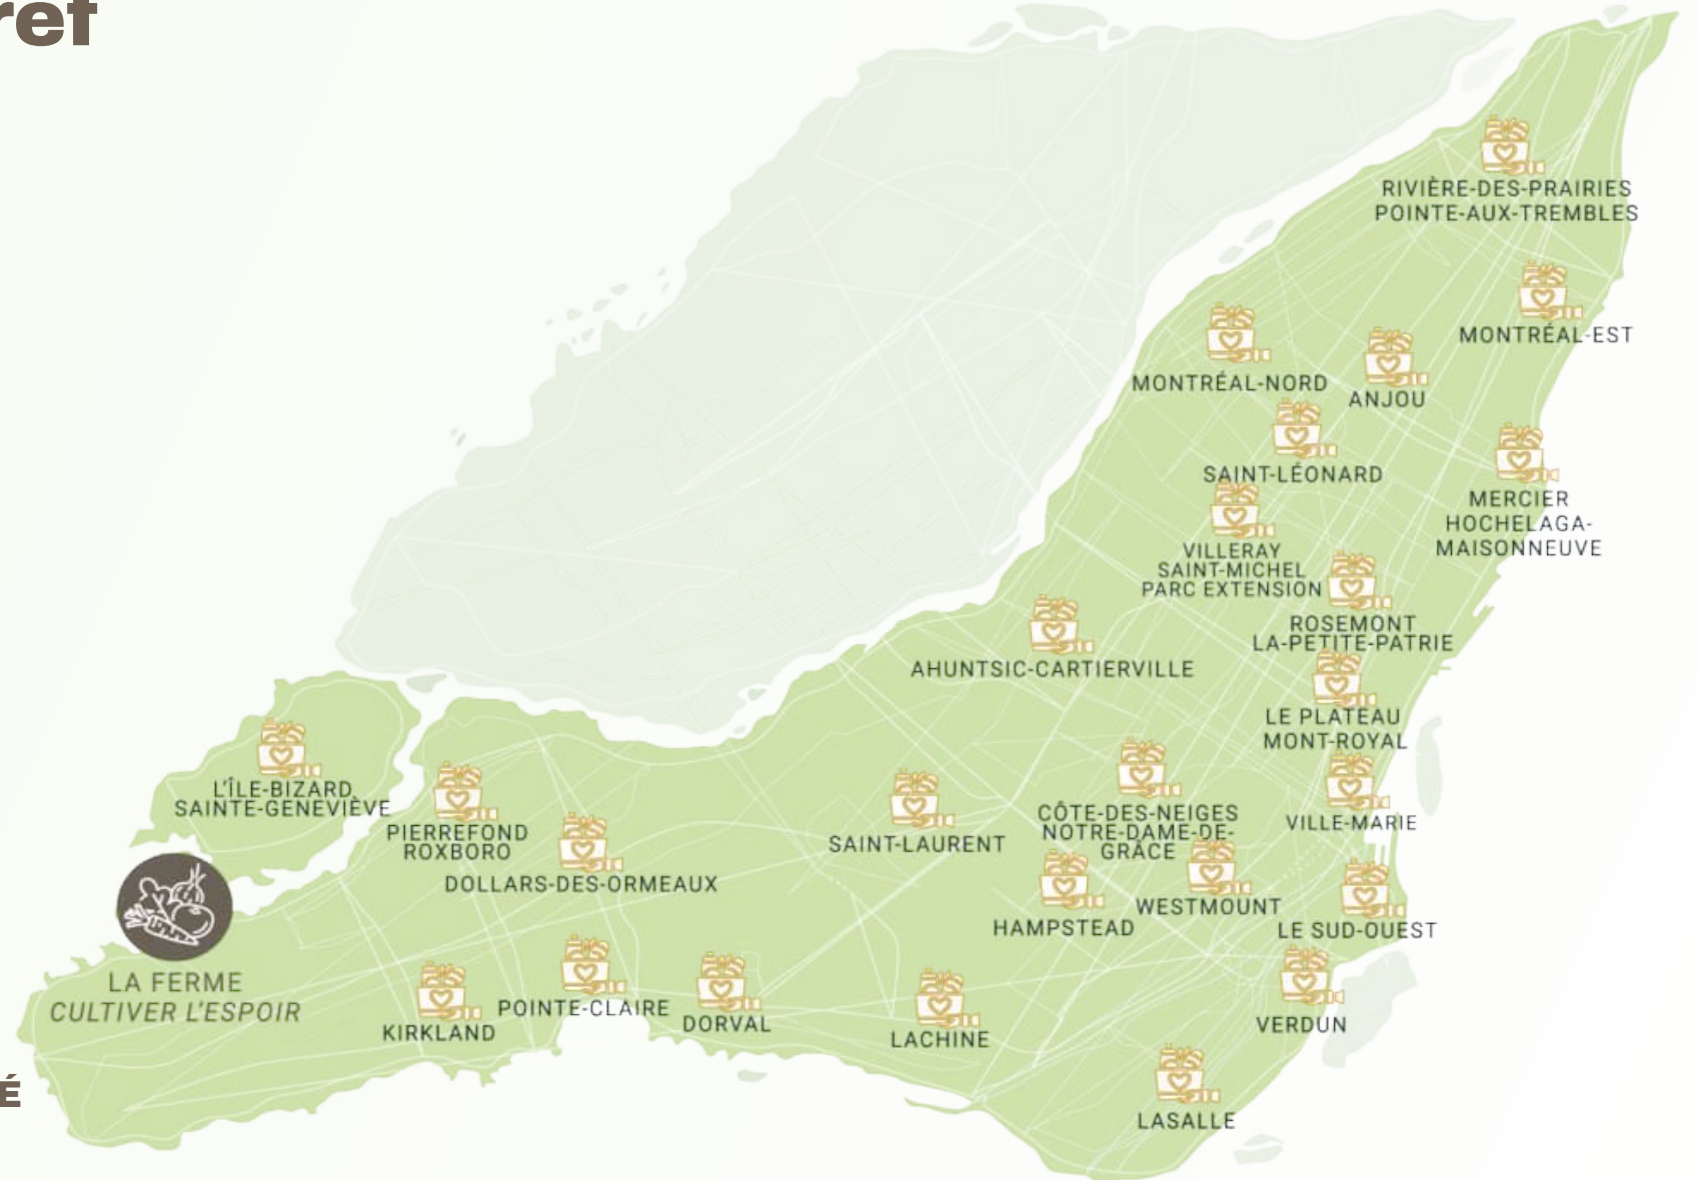 ret
RIVIÈRE-DES-PRAIRIES
POINTE-AUX-TREMBLES
MONTRÉAL-EST
MONTRÉAL-NORD
ANJOU
SAINT-LÉONARD
MERCIER
HOCHELAGA-
MAISONNEUVE
VILLERAY
SAINT-MICHEL
PARC EXTENSION
ROSEMONT
LA-PETITE-PATRIE
AHUNTSIC-CARTIERVILLE
LE PLATEAU
MONT-ROYAL
L'ÎLE-BIZARD
SAINTE-GENEVIÈVE
PIERREFOND
ROXBORO
DOLLARS-DES-ORMEAUX
SAINT-LAURENT
CÔTE-DES-NEIGES
NOTRE-DAME-DE-
GRÂCE
VILLE-MARIE
HAMPSTEAD
WESTMOUNT
LE SUD-OUEST
LA FERME
CULTIVER L'ESPOIR
KIRKLAND
POINTE-CLAIRE
DORVAL
LACHINE
VERDUN
LASALLE
É